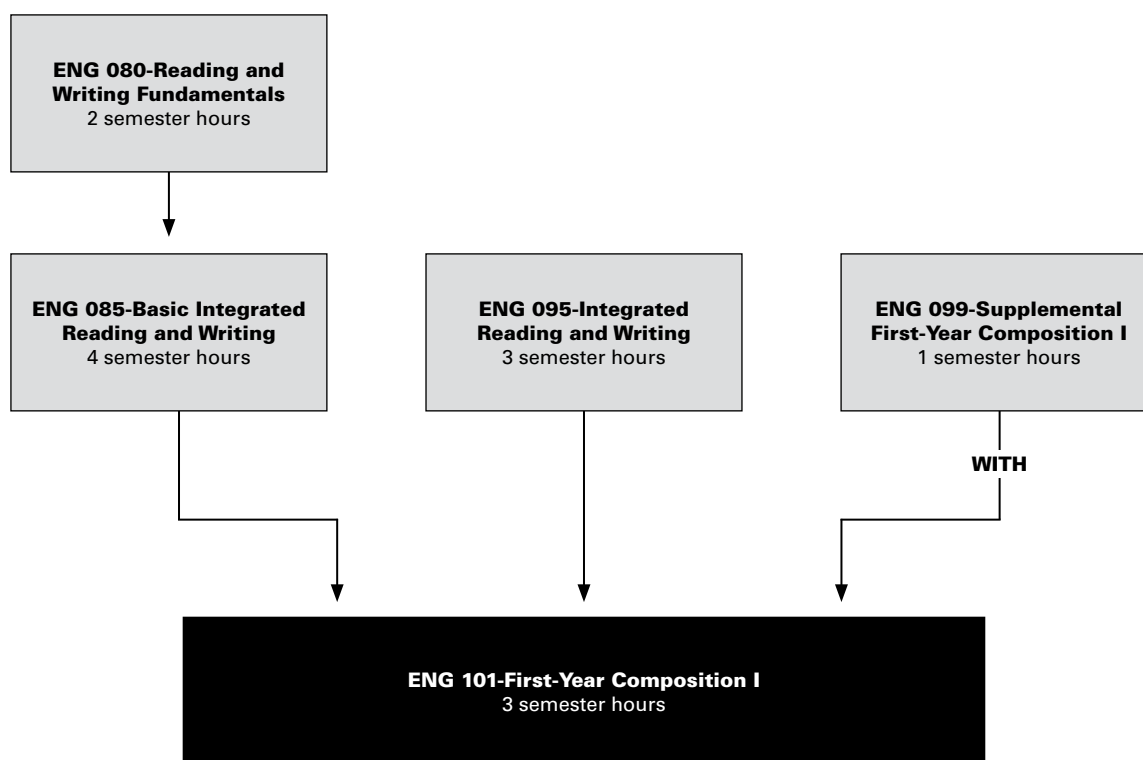 ENG 080-Reading and
Writing Fundamentals
2 semester hours
ENG 085-Basic Integrated
Reading and Writing
4 semester hours
ENG 095-Integrated
Reading and Writing
3 semester hours
ENG 099-Supplemental
First-Year Composition I
1 semester hours
WITH
ENG 101-First-Year Composition I
3 semester hours